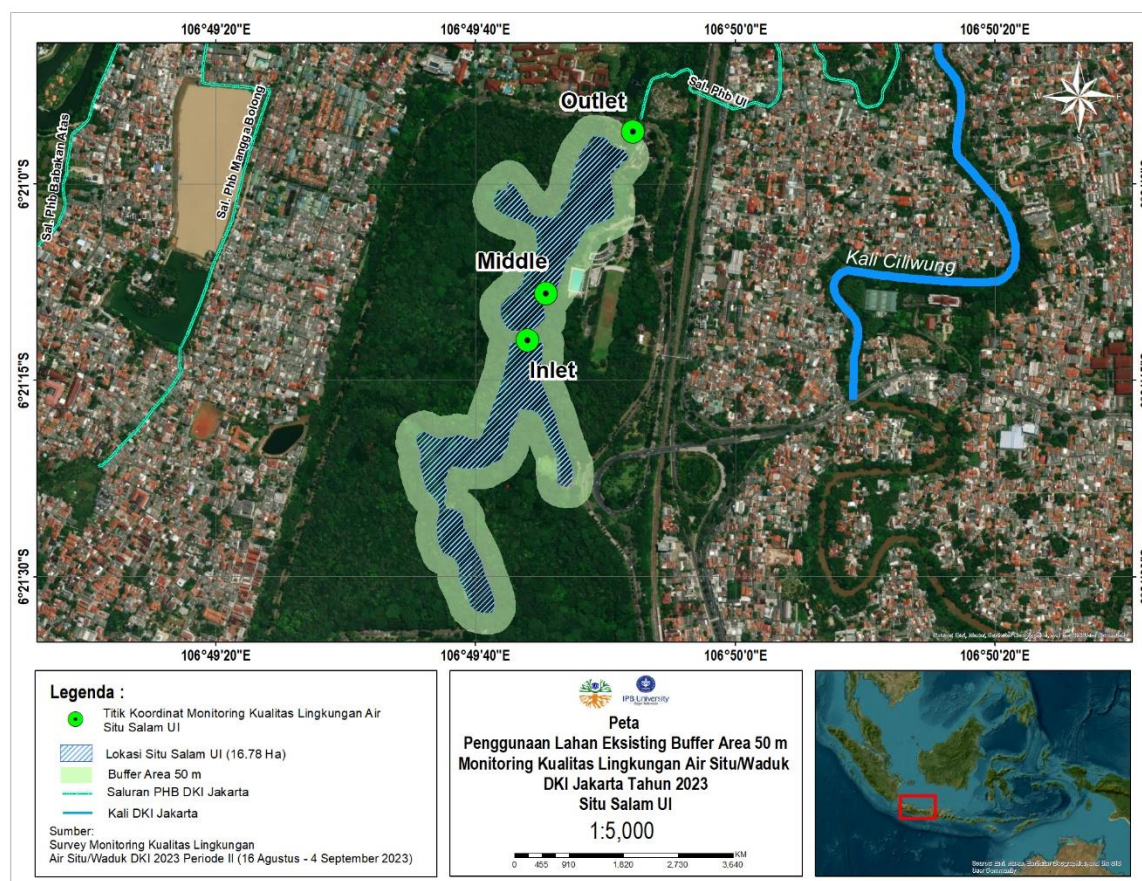 106°49'20"E 106°49'40"E 106°50'0"E 106°50'20"E
Outlet
Sal. Phb UI
Sal. Phb Babakan Atas
Sal. Phb Mangga Bolong
6°21'0"S
Middle
Kali Ciliwung
Inlet
6°21'15"S
6°21'30"S
106°49'20"E 106°49'40"E 106°50'0"E 106°50'20"E
Legenda :
Titik Koordinat Monitoring Kualitas Lingkungan Air
Situ Salam UI
Lokasi Situ Salam UI (16.78 Ha)
Buffer Area 50 m
Saluran PHB DKI Jakarta
Kali DKI Jakarta
Sumber:
Survey Monitoring Kualitas Lingkungan
Air Situ/Waduk DKI 2023 Periode II (16 Agustus - 4 September 2023)
IPB University
Peta
Penggunaan Lahan Eksisting Buffer Area 50 m
Monitoring Kualitas Lingkungan Air Situ/Waduk
DKI Jakarta Tahun 2023
Situ Salam UI
1:5,000
KM
0 455 910 1,820 2,730 3,640